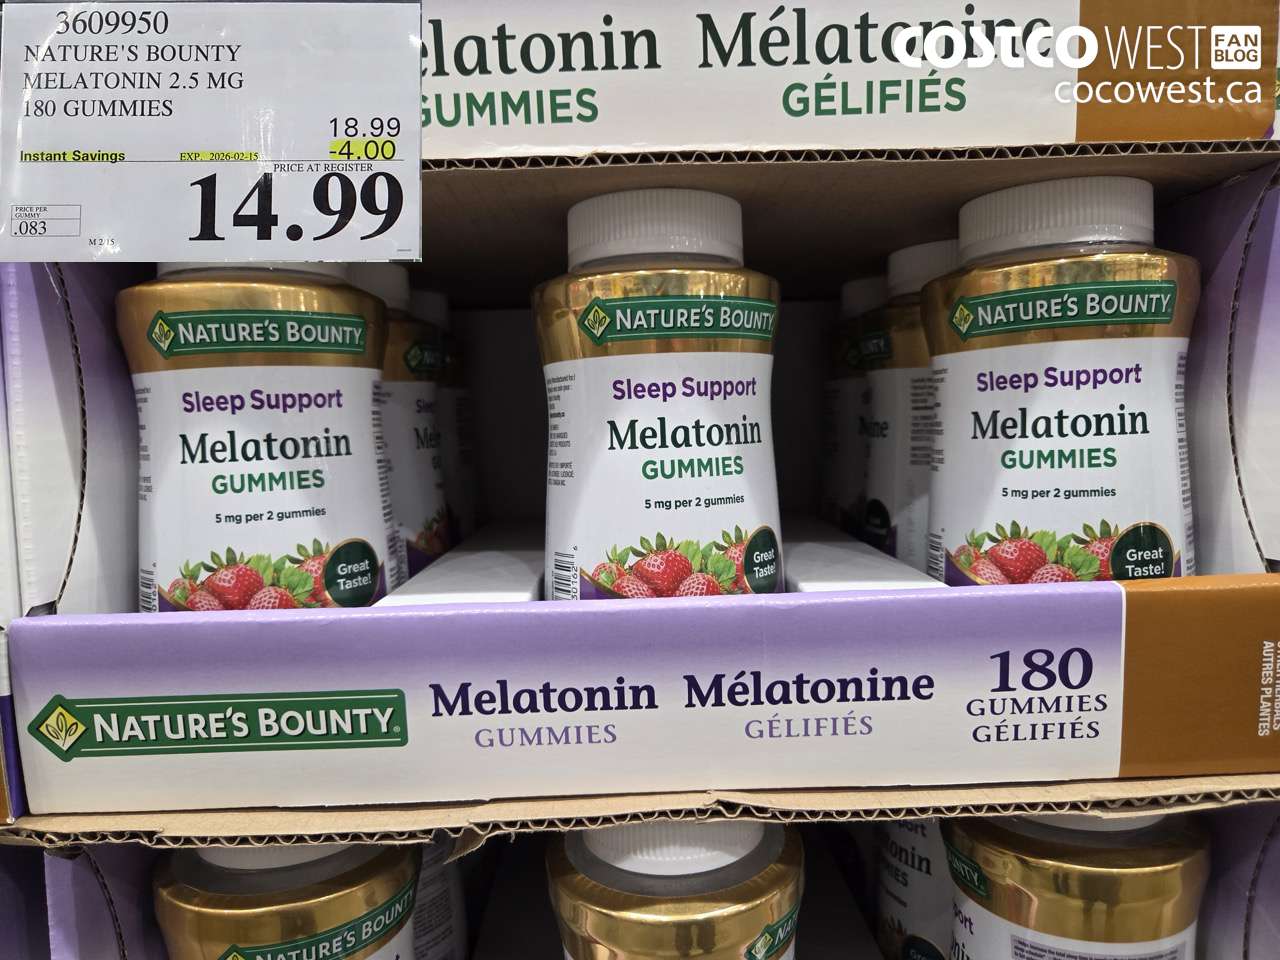 3609950
NATURE'S BOUNTY
MELATONIN 2.5 MG
180 GUMMIES
18.99
Instant Savings EXP. 2026-02-15 -4.00
PRICE AT REGISTER
14.99
PRICE PER
GUMMY
.083
M 2/15
elatonin Mélatonine
GUMMIES GÉLIFIÉS
COSTCO WEST FAN BLOG
cocowest.ca
NATURE'S BOUNTY
Sleep Support
Melatonin
GUMMIES
5 mg per 2 gummies
Great
Taste!
NATURE'S BOUNTY
Sleep Support
Melatonin
GUMMIES
5 mg per 2 gummies
Great
Taste!
NATURE'S BOUNTY
Sleep Support
Melatonin
GUMMIES
5 mg per 2 gummies
Great
Taste!
NATURE'S BOUNTY®
Melatonin Mélatonine
GUMMIES GÉLIFIÉS
180
GUMMIES
GÉLIFIÉS
AUTRES PLANTES
NATURE'S BOUNTY